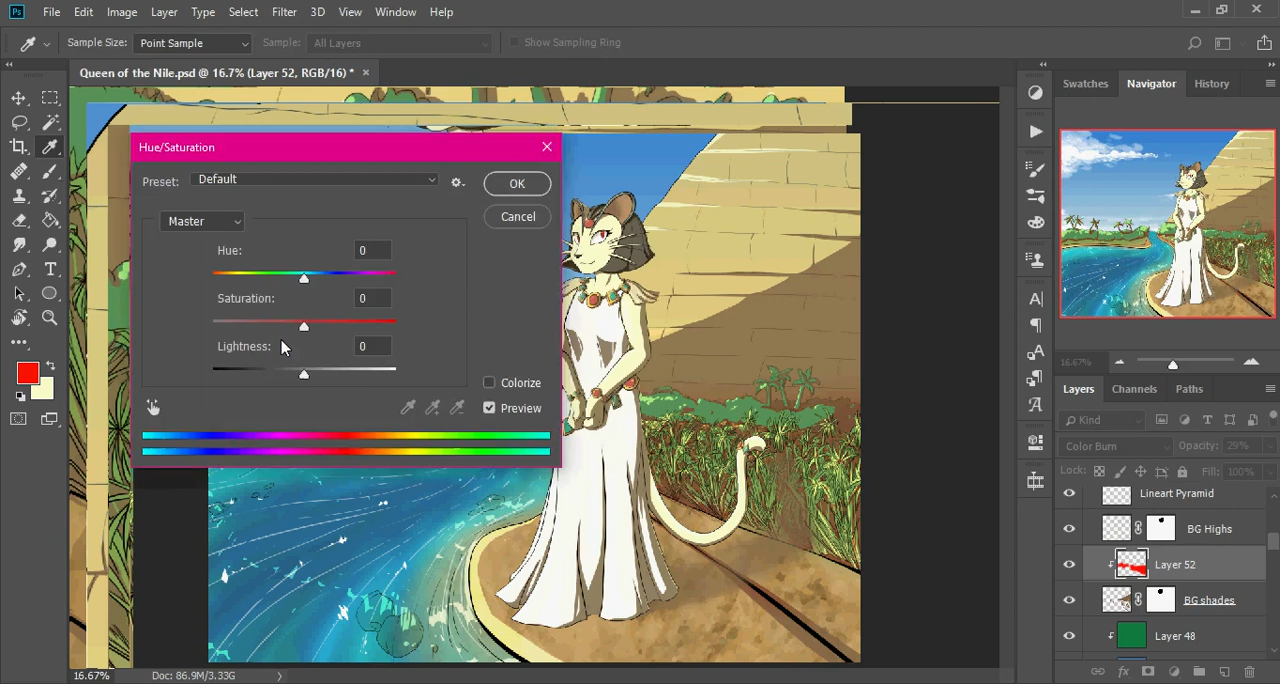 Ps File Edit Image Layer Type Select Filter 3D View Window Help
Sample Size: Point Sample Sample: All Layers Show Sampling Ring
Queen of the Nile.psd @ 16.7% (Layer 52, RGB/16) * ×
Swatches Navigator History
Hue/Saturation
Preset: Default
OK
Master
Cancel
Hue: 0
Saturation: 0
Lightness: 0
Colorize
Preview
16.67%
Layers Channels Paths
Kind
Color Burn Opacity: 29%
Lock: Fill: 100%
Lineart Pyramid
BG Highs
Layer 52
BG shades
Layer 48
16.67% Doc: 86.9M/3.33G